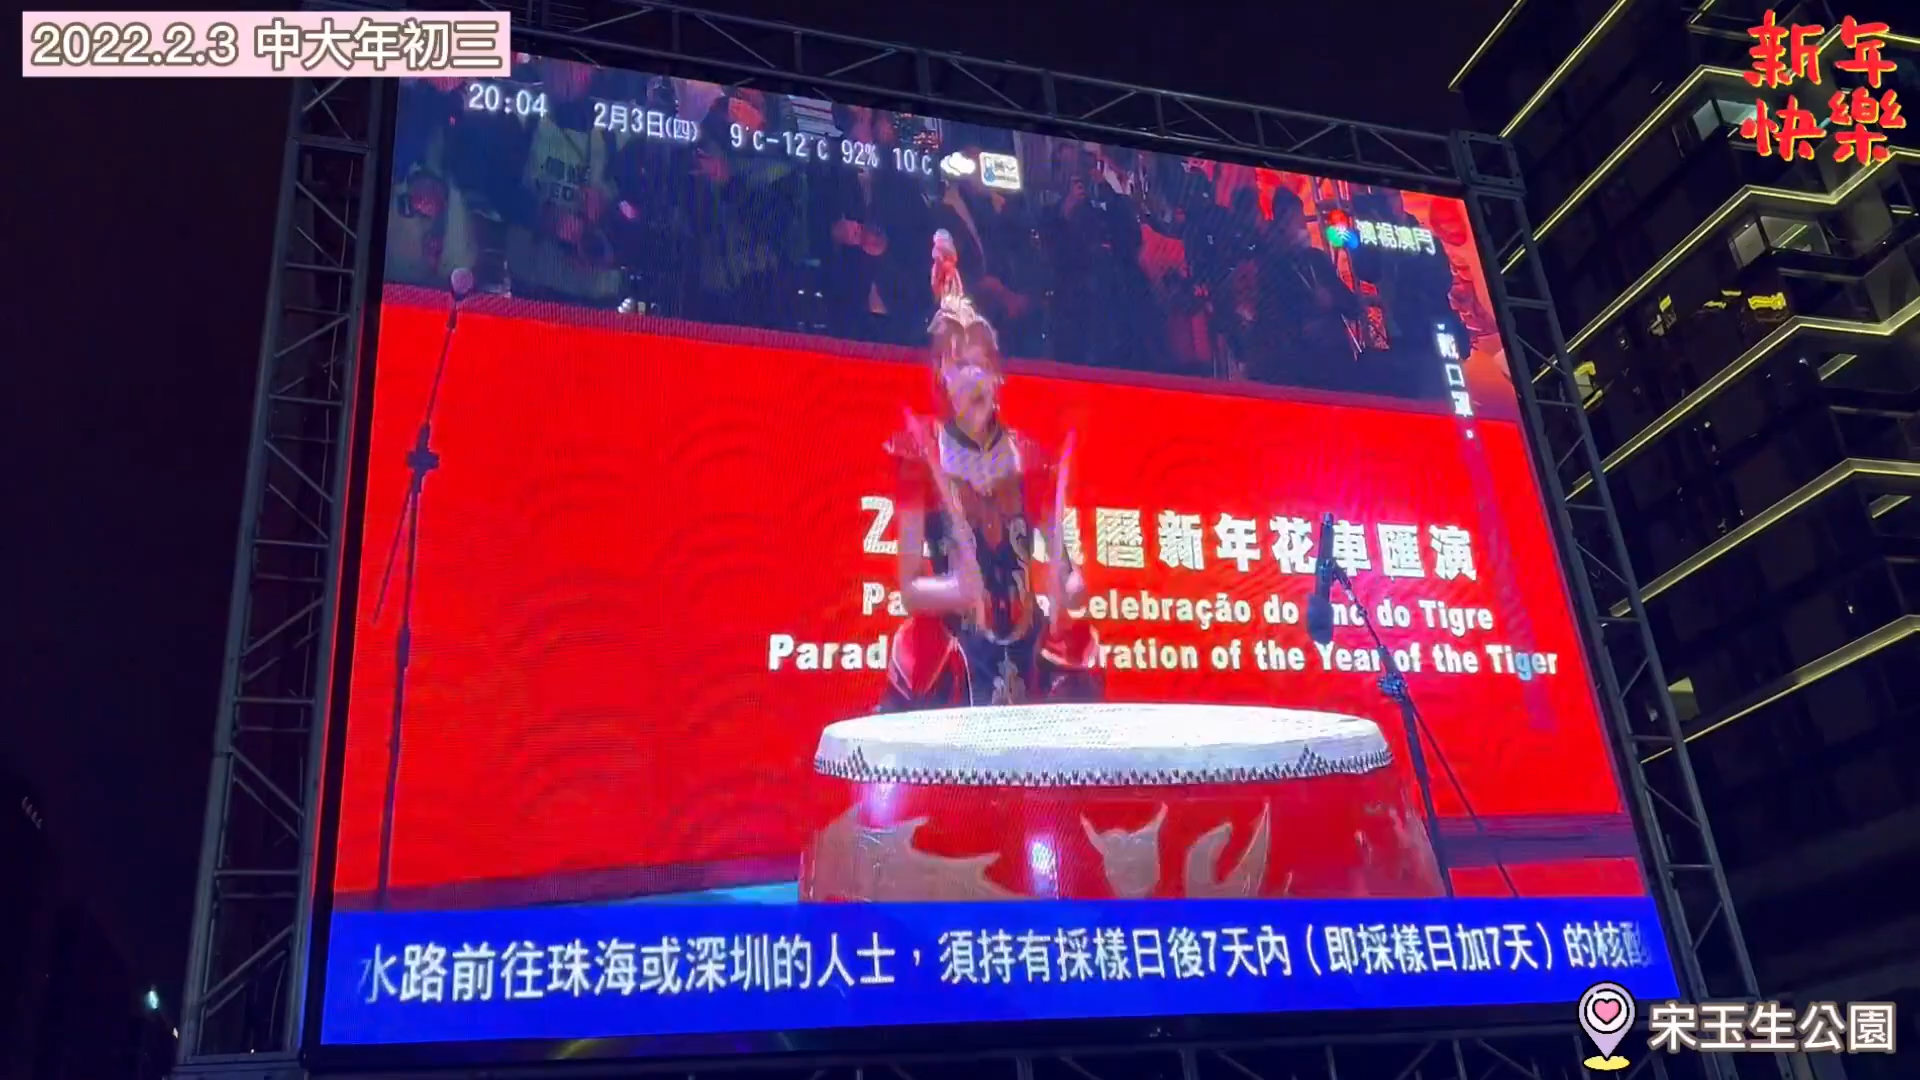 2022.2.3 中大年初三
新年
快樂
20:04 2月3日(四) 9°C-12°C 92% 10°C
澳視澳門
戴口罩
曆新年花車匯演
Celebração do Ano do Tigre
Parad ration of the Year of the Tiger
水路前往珠海或深圳的人士，須持有採樣日後7天內（即採樣日加7天）的核酸
宋玉生公園